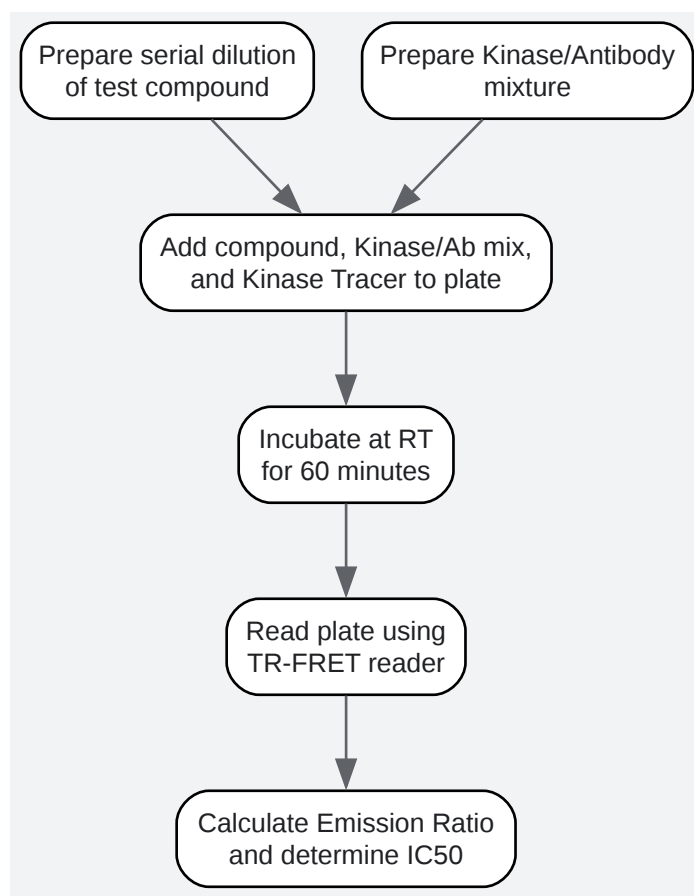 Prepare serial dilution
of test compound
Prepare Kinase/Antibody
mixture
Add compound, Kinase/Ab mix,
and Kinase Tracer to plate
Incubate at RT
for 60 minutes
Read plate using
TR-FRET reader
Calculate Emission Ratio
and determine IC50